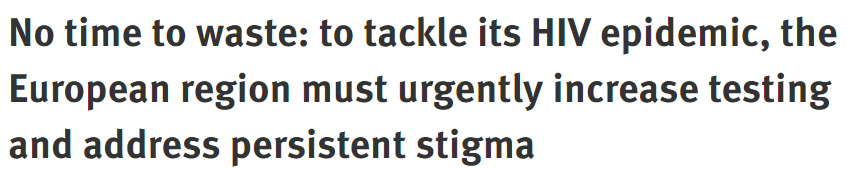 No time to waste: to tackle its HIV epidemic, the
European region must urgently increase testing
and address persistent stigma